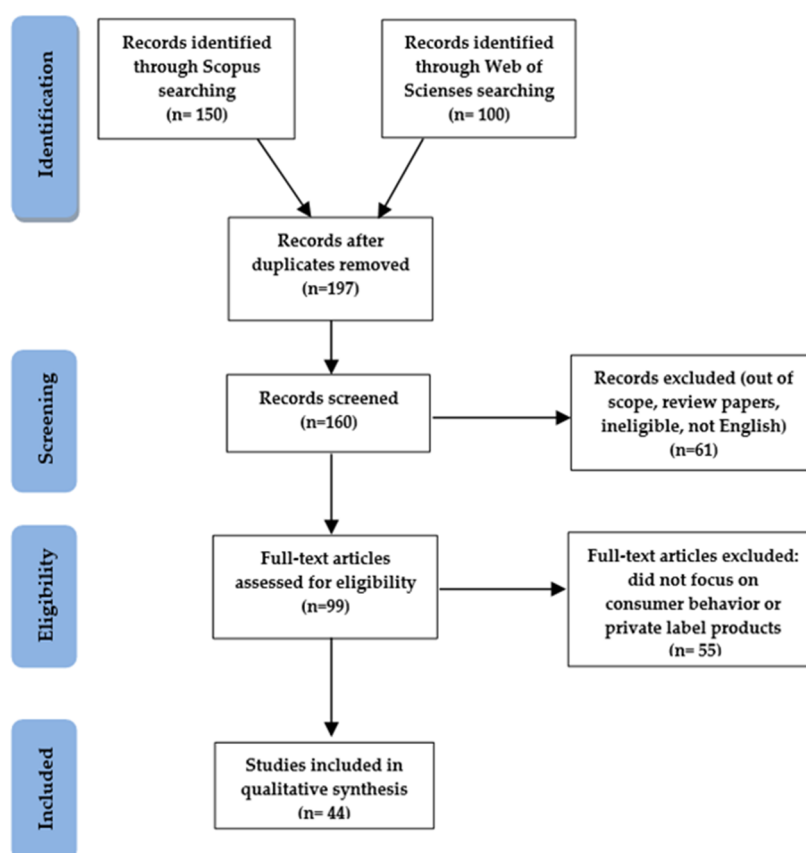 Identification
Records identified
through Scopus
searching
(n= 150)
Records identified
through Web of
Scienses searching
(n= 100)
Records after
duplicates removed
(n=197)
Screening
Records screened
(n=160)
Records excluded (out of
scope, review papers,
ineligible, not English)
(n=61)
Eligibility
Full-text articles
assessed for eligibility
(n=99)
Full-text articles excluded:
did not focus on
consumer behavior or
private label products
(n= 55)
Included
Studies included in
qualitative synthesis
(n= 44)